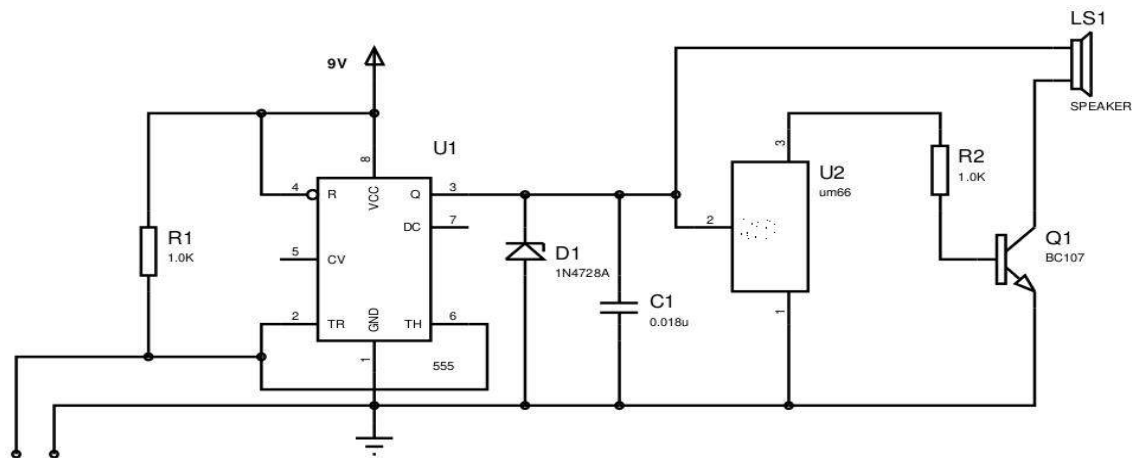 LS1
SPEAKER
9V
U1
8
VCC
4
R
Q
3
DC
7
5
CV
2
TR
GND
TH
6
1
555
R1
1.0K
D1
1N4728A
C1
0.018u
3
U2
um66
2
1
R2
1.0K
Q1
BC107